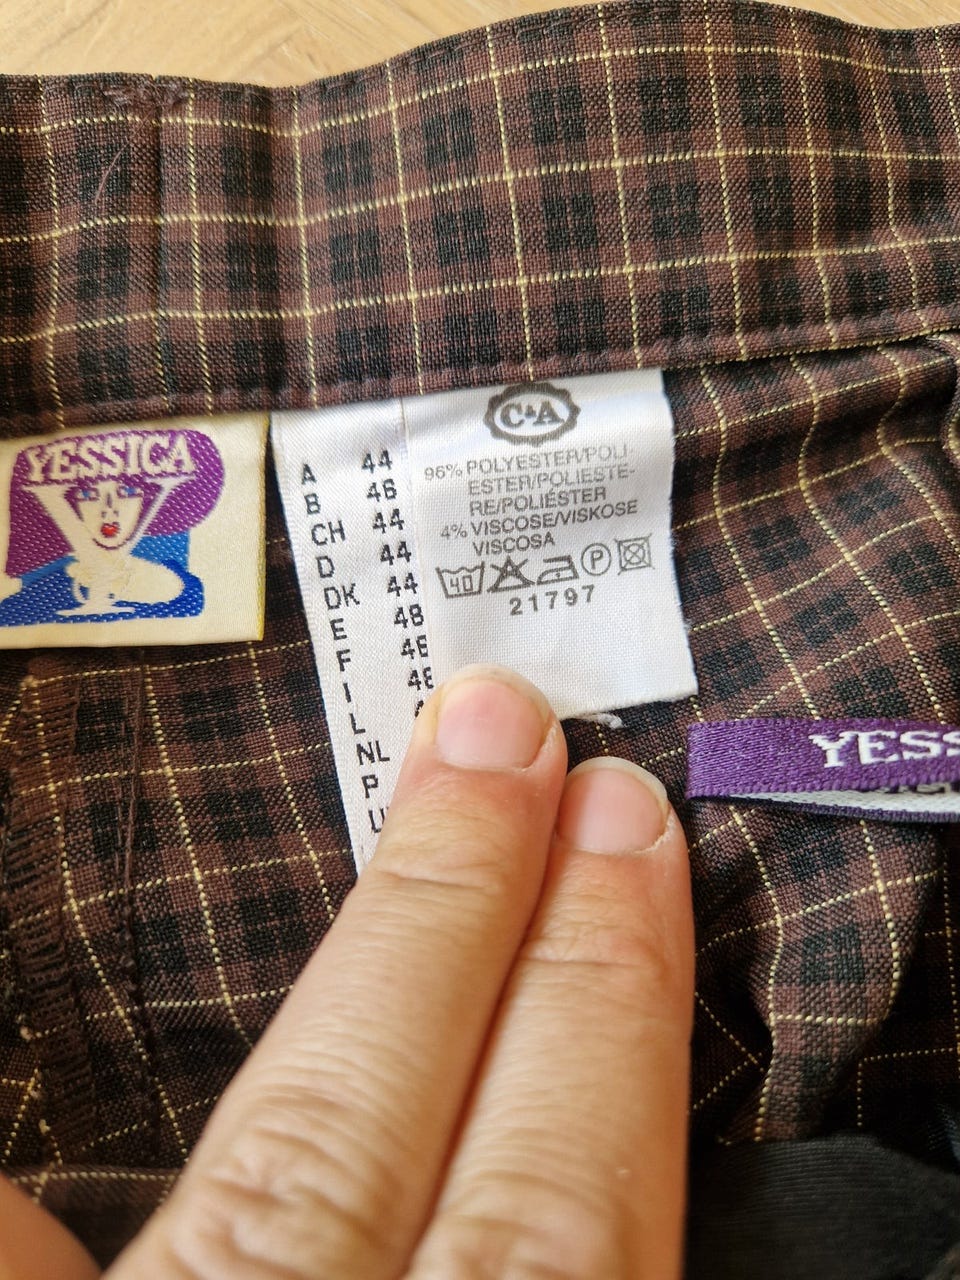 YESSICA
A 44
B 46
CH 44
D 44
DK 44
E 48
F 46
I 48
L
NL
P
C&A
96% POLYESTER/POLI-
ESTER/POLIESTE-
RE/POLIÉSTER
4% VISCOSE/VISKOSE
VISCOSA
40 P
21797
YESS